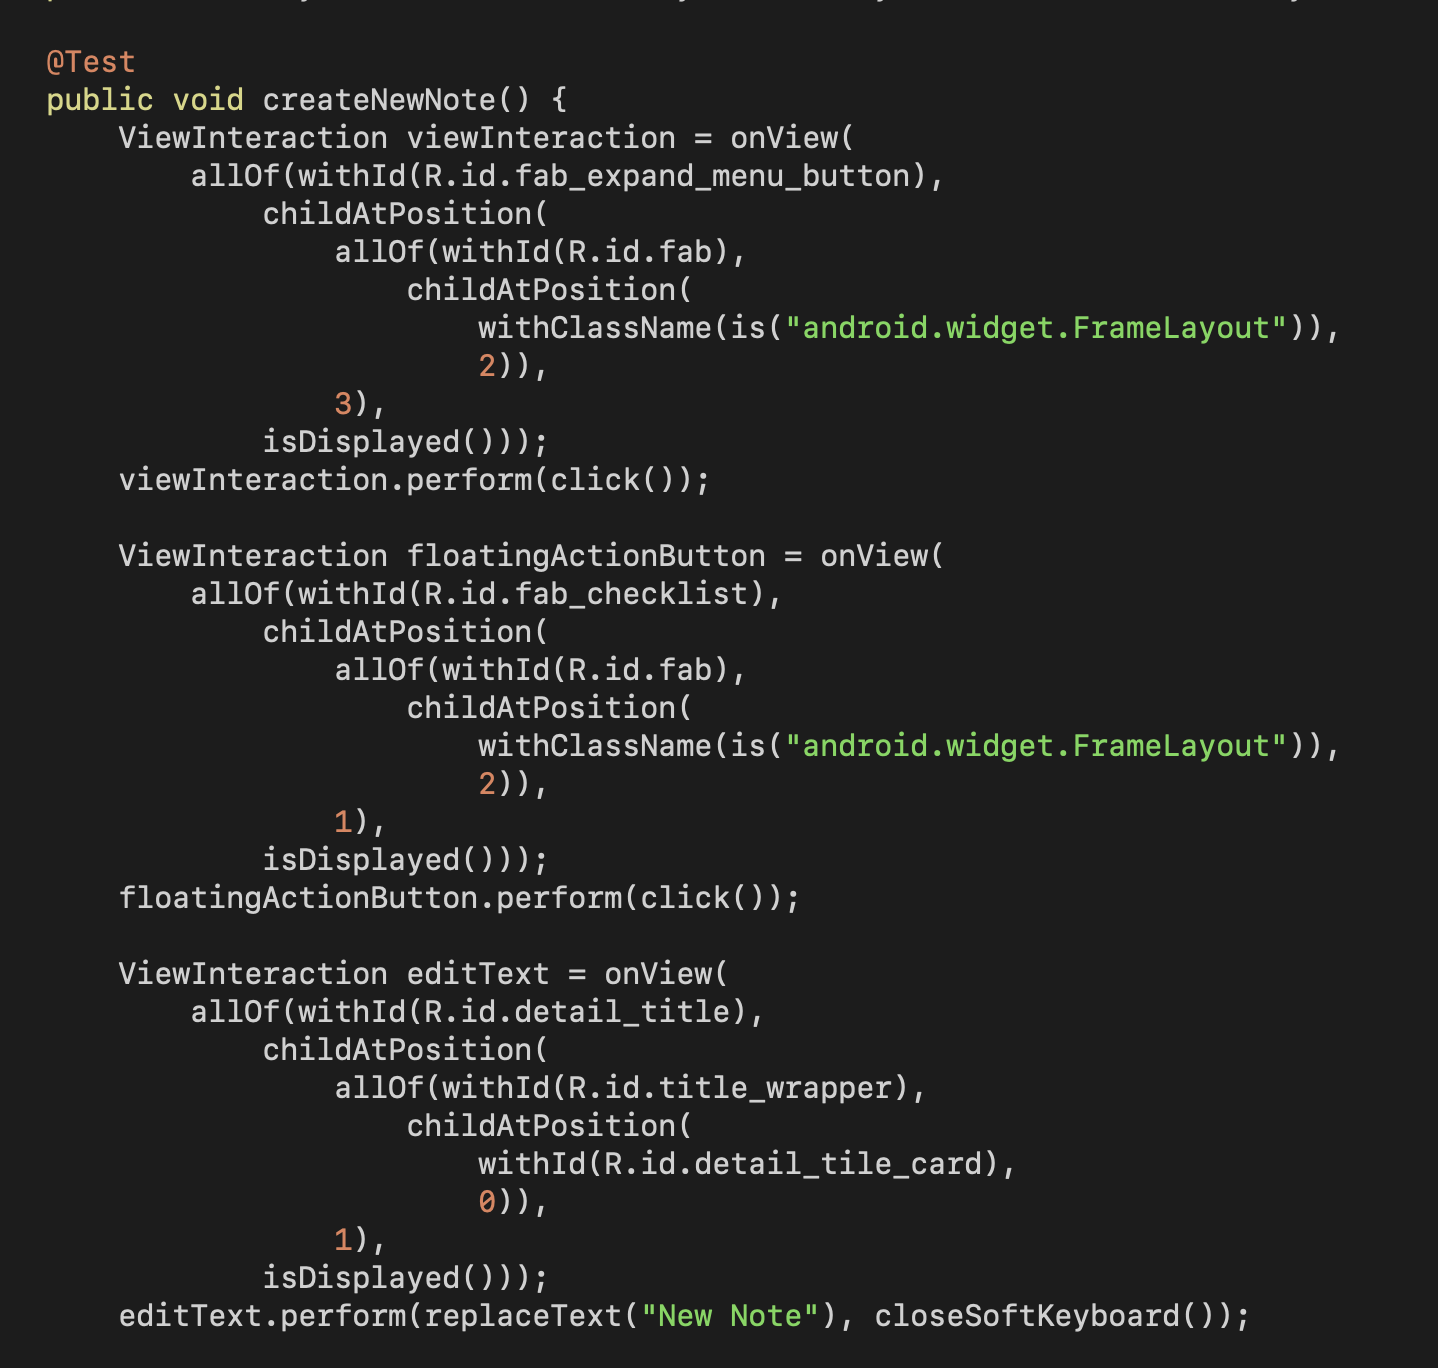 @Test
public void createNewNote() {
    ViewInteraction viewInteraction = onView(
        allOf(withId(R.id.fab_expand_menu_button),
            childAtPosition(
                allOf(withId(R.id.fab),
                    childAtPosition(
                        withClassName(is("android.widget.FrameLayout")),
                        2)),
                3),
            isDisplayed()));
    viewInteraction.perform(click());

    ViewInteraction floatingActionButton = onView(
        allOf(withId(R.id.fab_checklist),
            childAtPosition(
                allOf(withId(R.id.fab),
                    childAtPosition(
                        withClassName(is("android.widget.FrameLayout")),
                        2)),
                1),
            isDisplayed()));
    floatingActionButton.perform(click());

    ViewInteraction editText = onView(
        allOf(withId(R.id.detail_title),
            childAtPosition(
                allOf(withId(R.id.title_wrapper),
                    childAtPosition(
                        withId(R.id.detail_tile_card),
                        0)),
                1),
            isDisplayed()));
    editText.perform(replaceText("New Note"), closeSoftKeyboard());